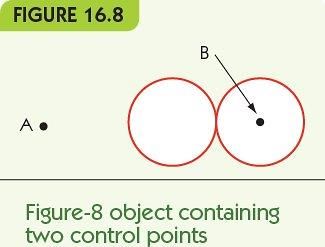 FIGURE 16.8
B
A
Figure-8 object containing
two control points